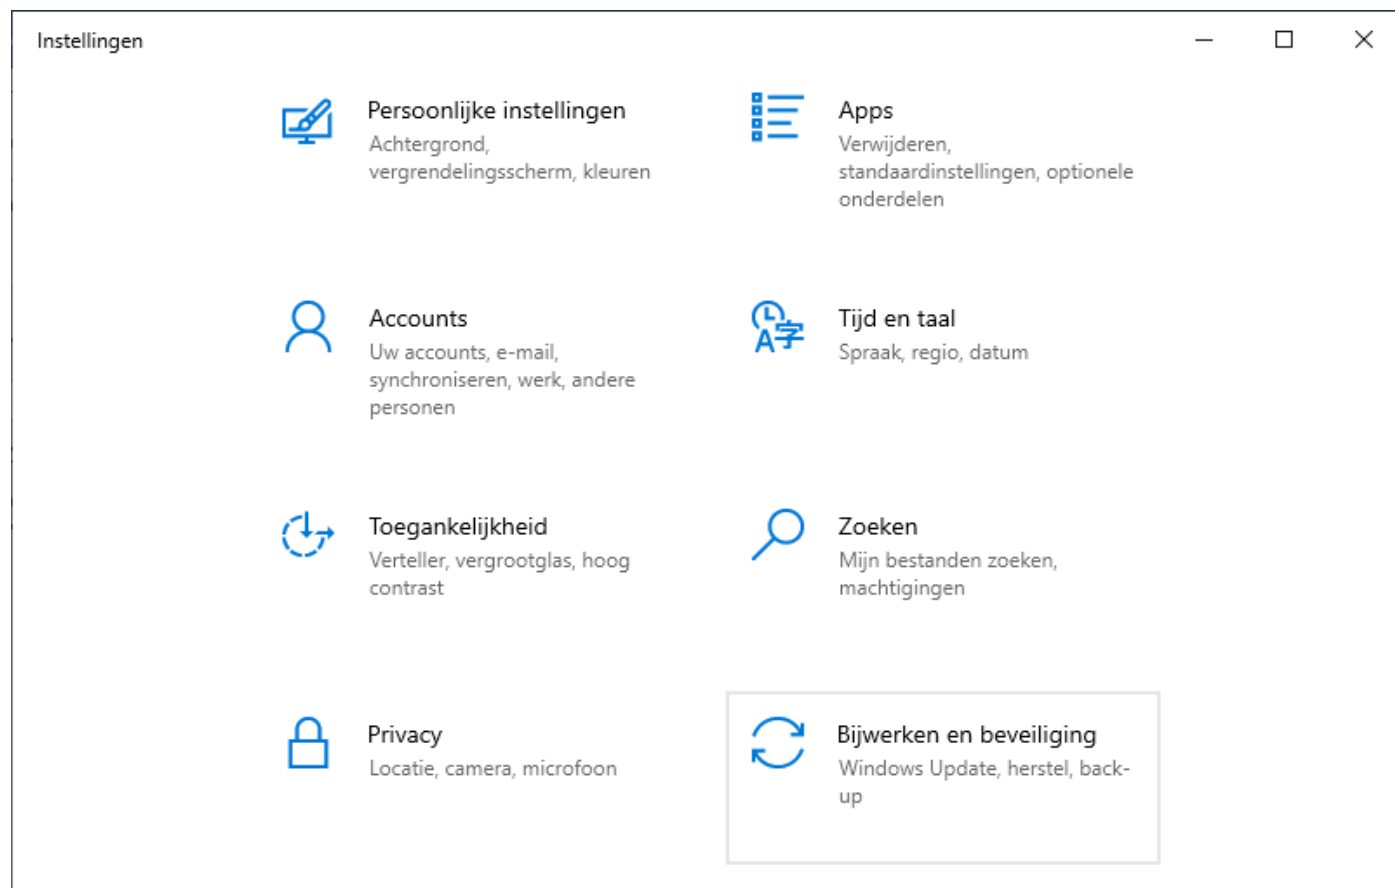 Instellingen
Persoonlijke instellingen
Achtergrond,
vergrendelingsscherm, kleuren
Apps
Verwijderen,
standaardinstellingen, optionele
onderdelen
Accounts
Uw accounts, e-mail,
synchroniseren, werk, andere
personen
Tijd en taal
Spraak, regio, datum
Toegankelijkheid
Verteller, vergrootglas, hoog
contrast
Zoeken
Mijn bestanden zoeken,
machtigingen
Privacy
Locatie, camera, microfoon
Bijwerken en beveiliging
Windows Update, herstel, back-
up